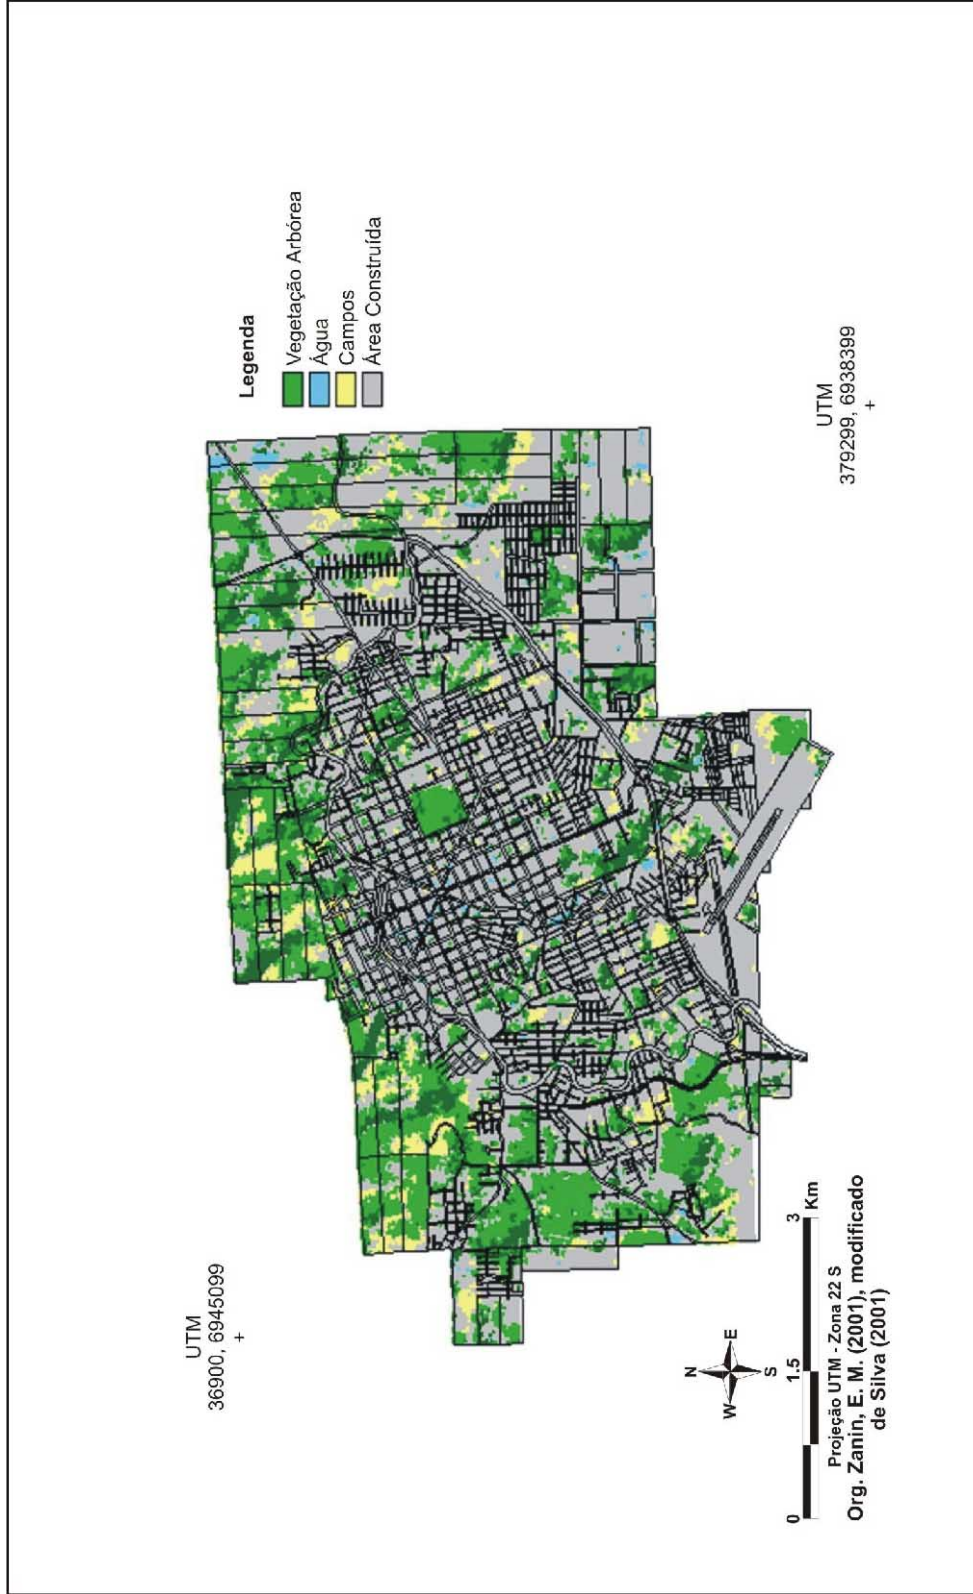 UTM
36900, 6945099
+
Legenda
Vegetação Arbórea
Água
Campos
Área Construída
UTM
379299, 6938399
+
N
W
E
S
0
1.5
3
Km
Projeção UTM - Zona 22 S
Org. Zanin, E. M. (2001), modificado
de Silva (2001)